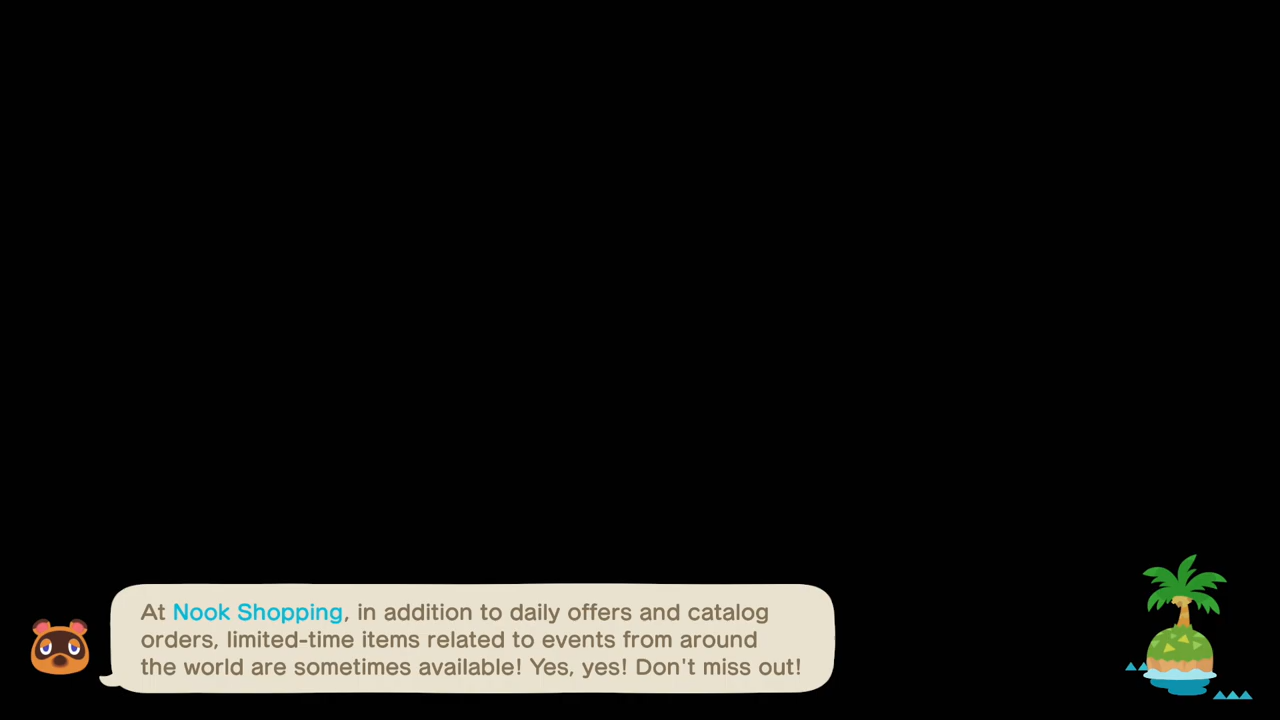 At Nook Shopping, in addition to daily offers and catalog
orders, limited-time items related to events from around
the world are sometimes available! Yes, yes! Don't miss out!